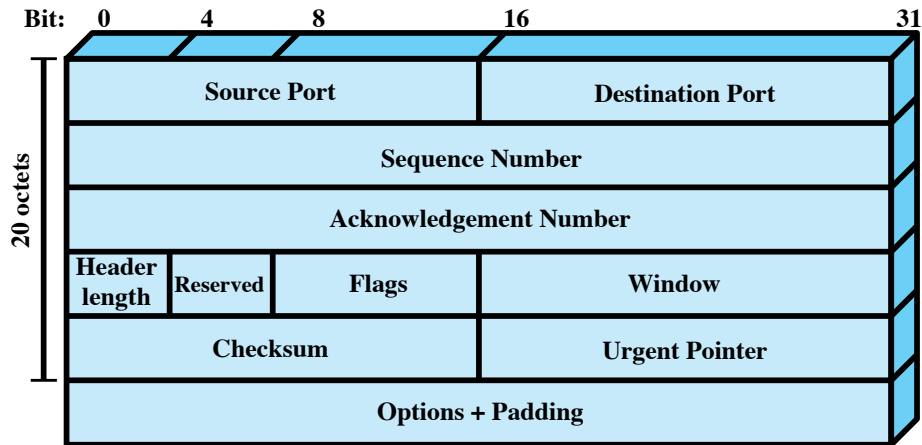 Bit: 0 4 8 16 31
Source Port Destination Port
Sequence Number
20 octets
Acknowledgement Number
Header length Reserved Flags Window
Checksum Urgent Pointer
Options + Padding